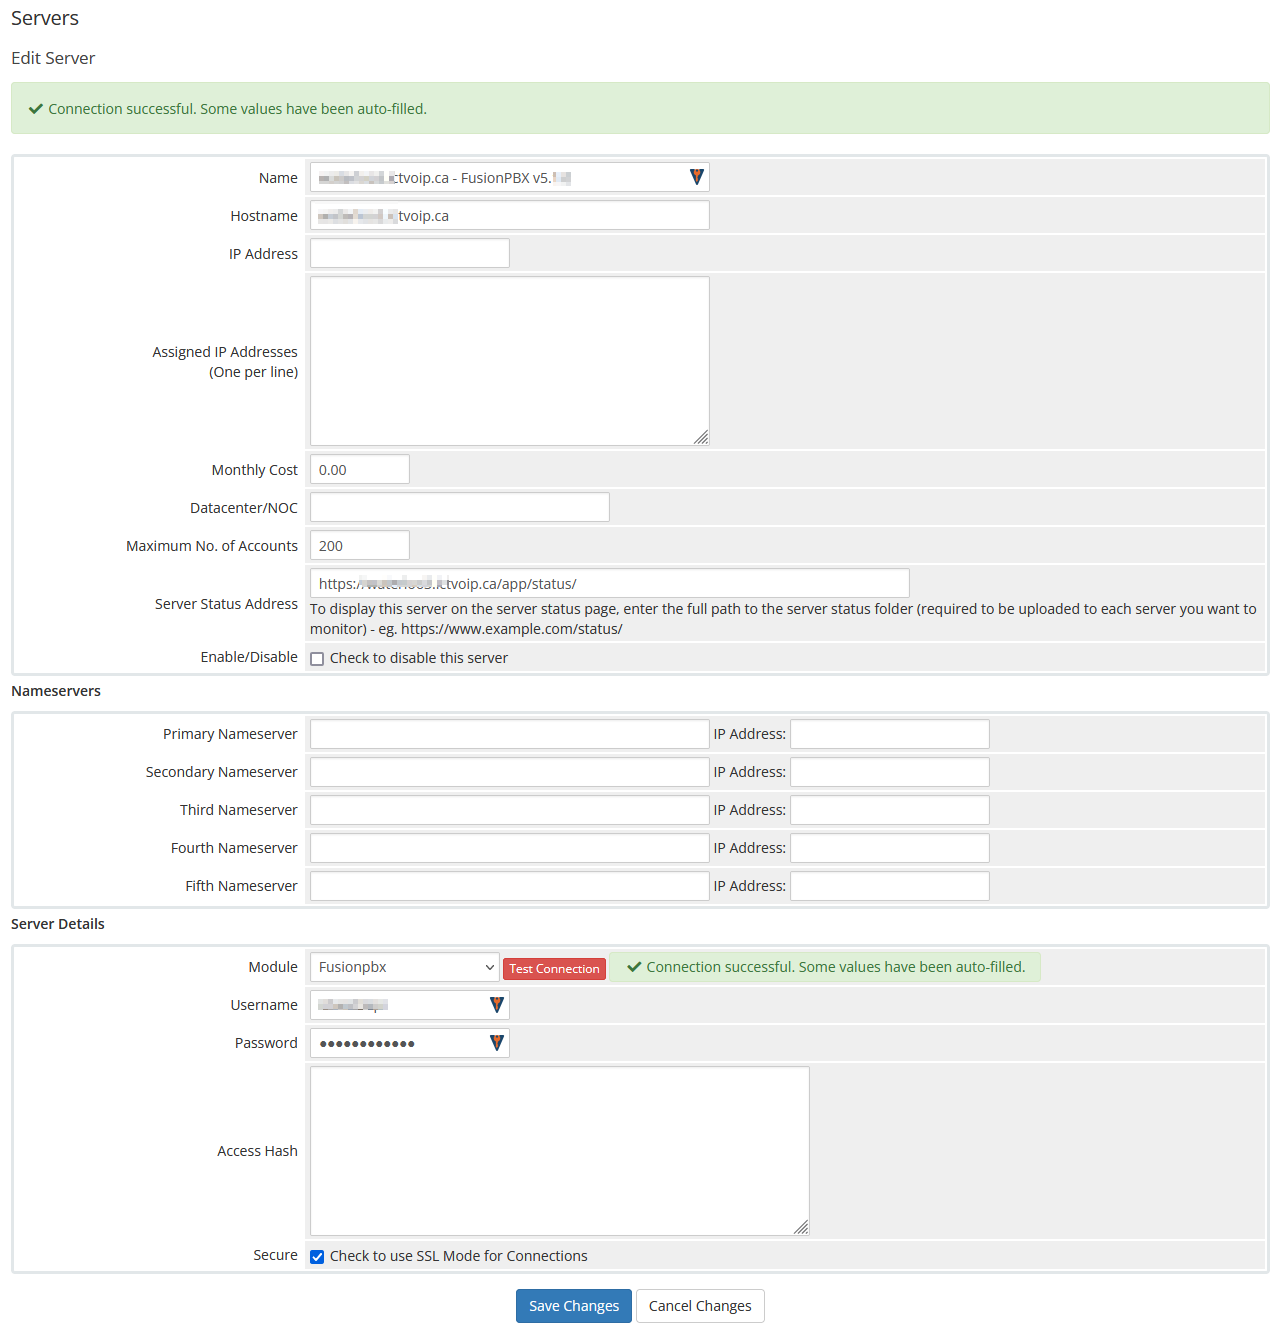 Servers
Edit Server
Connection successful. Some values have been auto-filled.
Name tvoip.ca - FusionPBX v5.
Hostname tvoip.ca
IP Address
Assigned IP Addresses
(One per line)
Monthly Cost 0.00
Datacenter/NOC
Maximum No. of Accounts 200
Server Status Address https:/ tvoip.ca/app/status/
To display this server on the server status page, enter the full path to the server status folder (required to be uploaded to each server you want to
monitor) - eg. https://www.example.com/status/
Enable/Disable Check to disable this server
Nameservers
Primary Nameserver IP Address:
Secondary Nameserver IP Address:
Third Nameserver IP Address:
Fourth Nameserver IP Address:
Fifth Nameserver IP Address:
Server Details
Module Fusionpbx Test Connection Connection successful. Some values have been auto-filled.
Username
Password ••••••••••••
Access Hash
Secure Check to use SSL Mode for Connections
Save Changes Cancel Changes